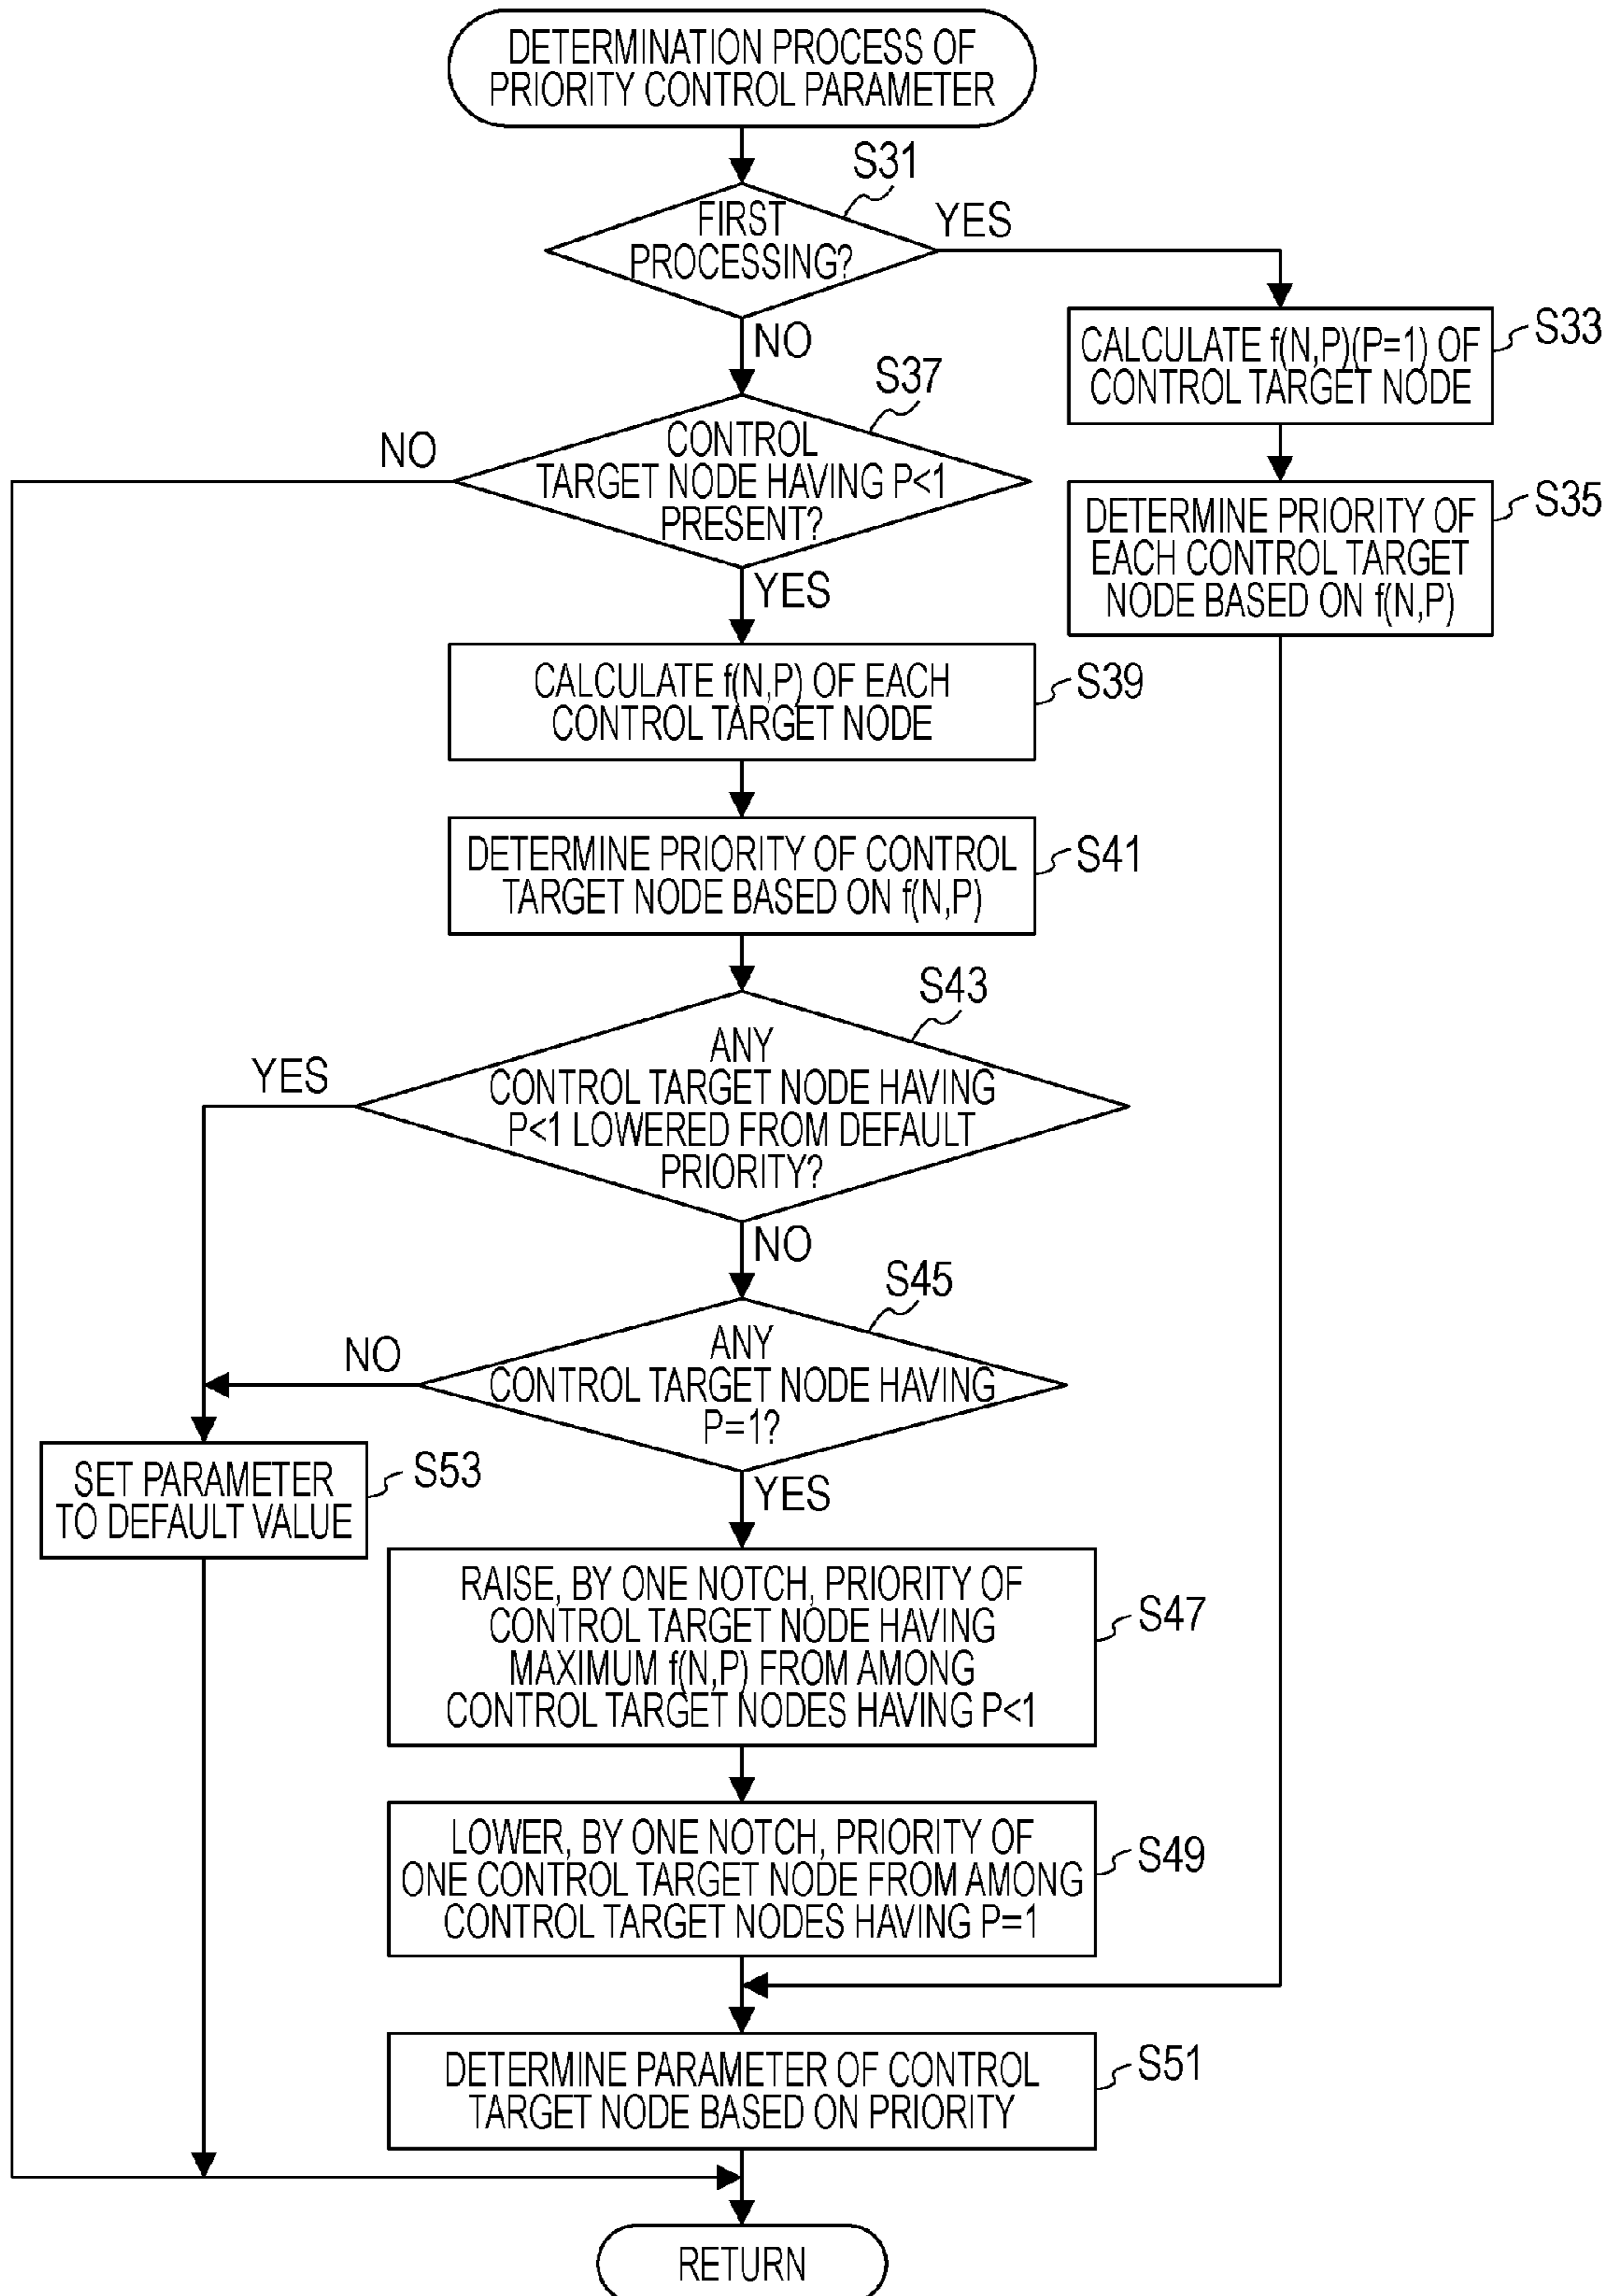 DETERMINATION PROCESS OF
PRIORITY CONTROL PARAMETER
S31
FIRST
PROCESSING?
YES
NO
S33
CALCULATE f(N,P)(P=1) OF
CONTROL TARGET NODE
S35
DETERMINE PRIORITY OF
EACH CONTROL TARGET
NODE BASED ON f(N,P)
S37
CONTROL
TARGET NODE HAVING P<1
PRESENT?
NO
YES
S39
CALCULATE f(N,P) OF EACH
CONTROL TARGET NODE
S41
DETERMINE PRIORITY OF CONTROL
TARGET NODE BASED ON f(N,P)
S43
ANY
CONTROL TARGET NODE HAVING
P<1 LOWERED FROM DEFAULT
PRIORITY?
YES
NO
S45
ANY
CONTROL TARGET NODE HAVING
P=1?
NO
YES
S53
SET PARAMETER
TO DEFAULT VALUE
S47
RAISE, BY ONE NOTCH, PRIORITY OF
CONTROL TARGET NODE HAVING
MAXIMUM f(N,P) FROM AMONG
CONTROL TARGET NODES HAVING P<1
S49
LOWER, BY ONE NOTCH, PRIORITY OF
ONE CONTROL TARGET NODE FROM AMONG
CONTROL TARGET NODES HAVING P=1
S51
DETERMINE PARAMETER OF CONTROL
TARGET NODE BASED ON PRIORITY
RETURN